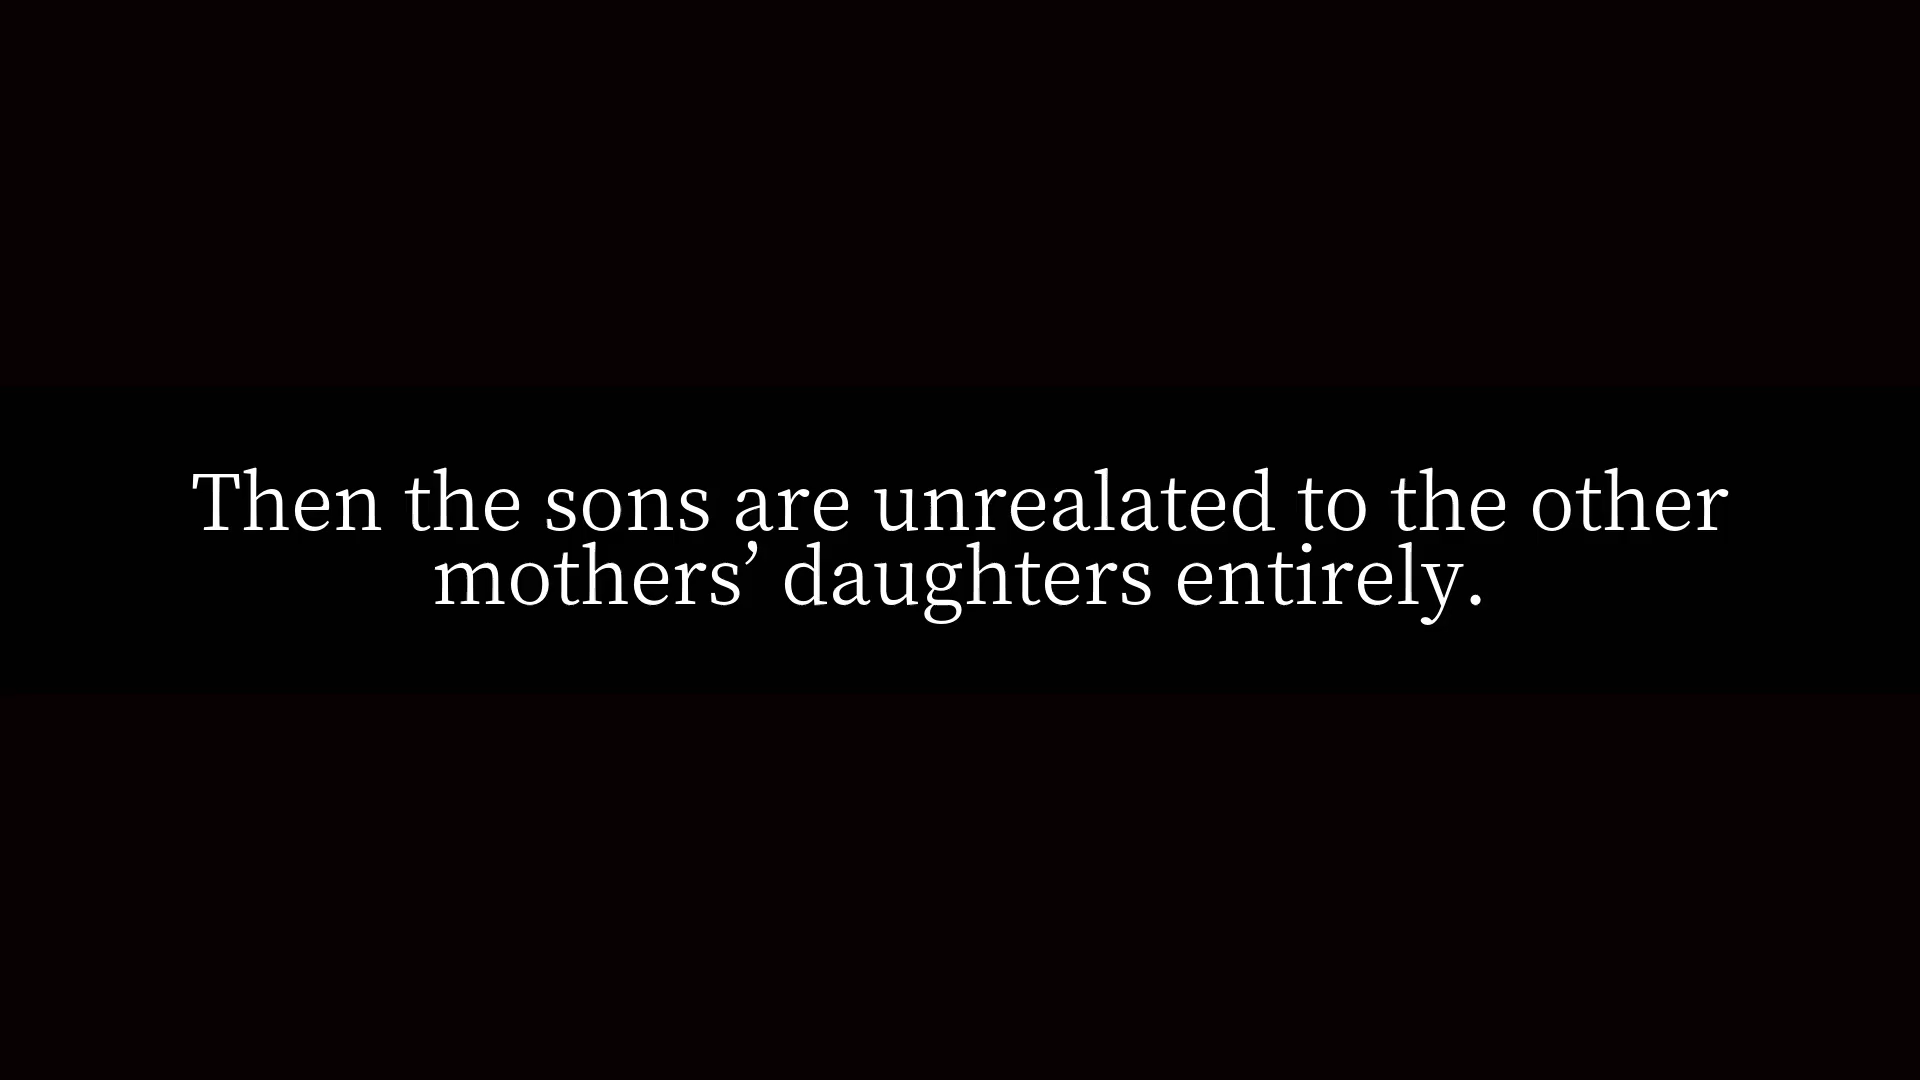 Then the sons are unrealated to the other
mothers’ daughters entirely.